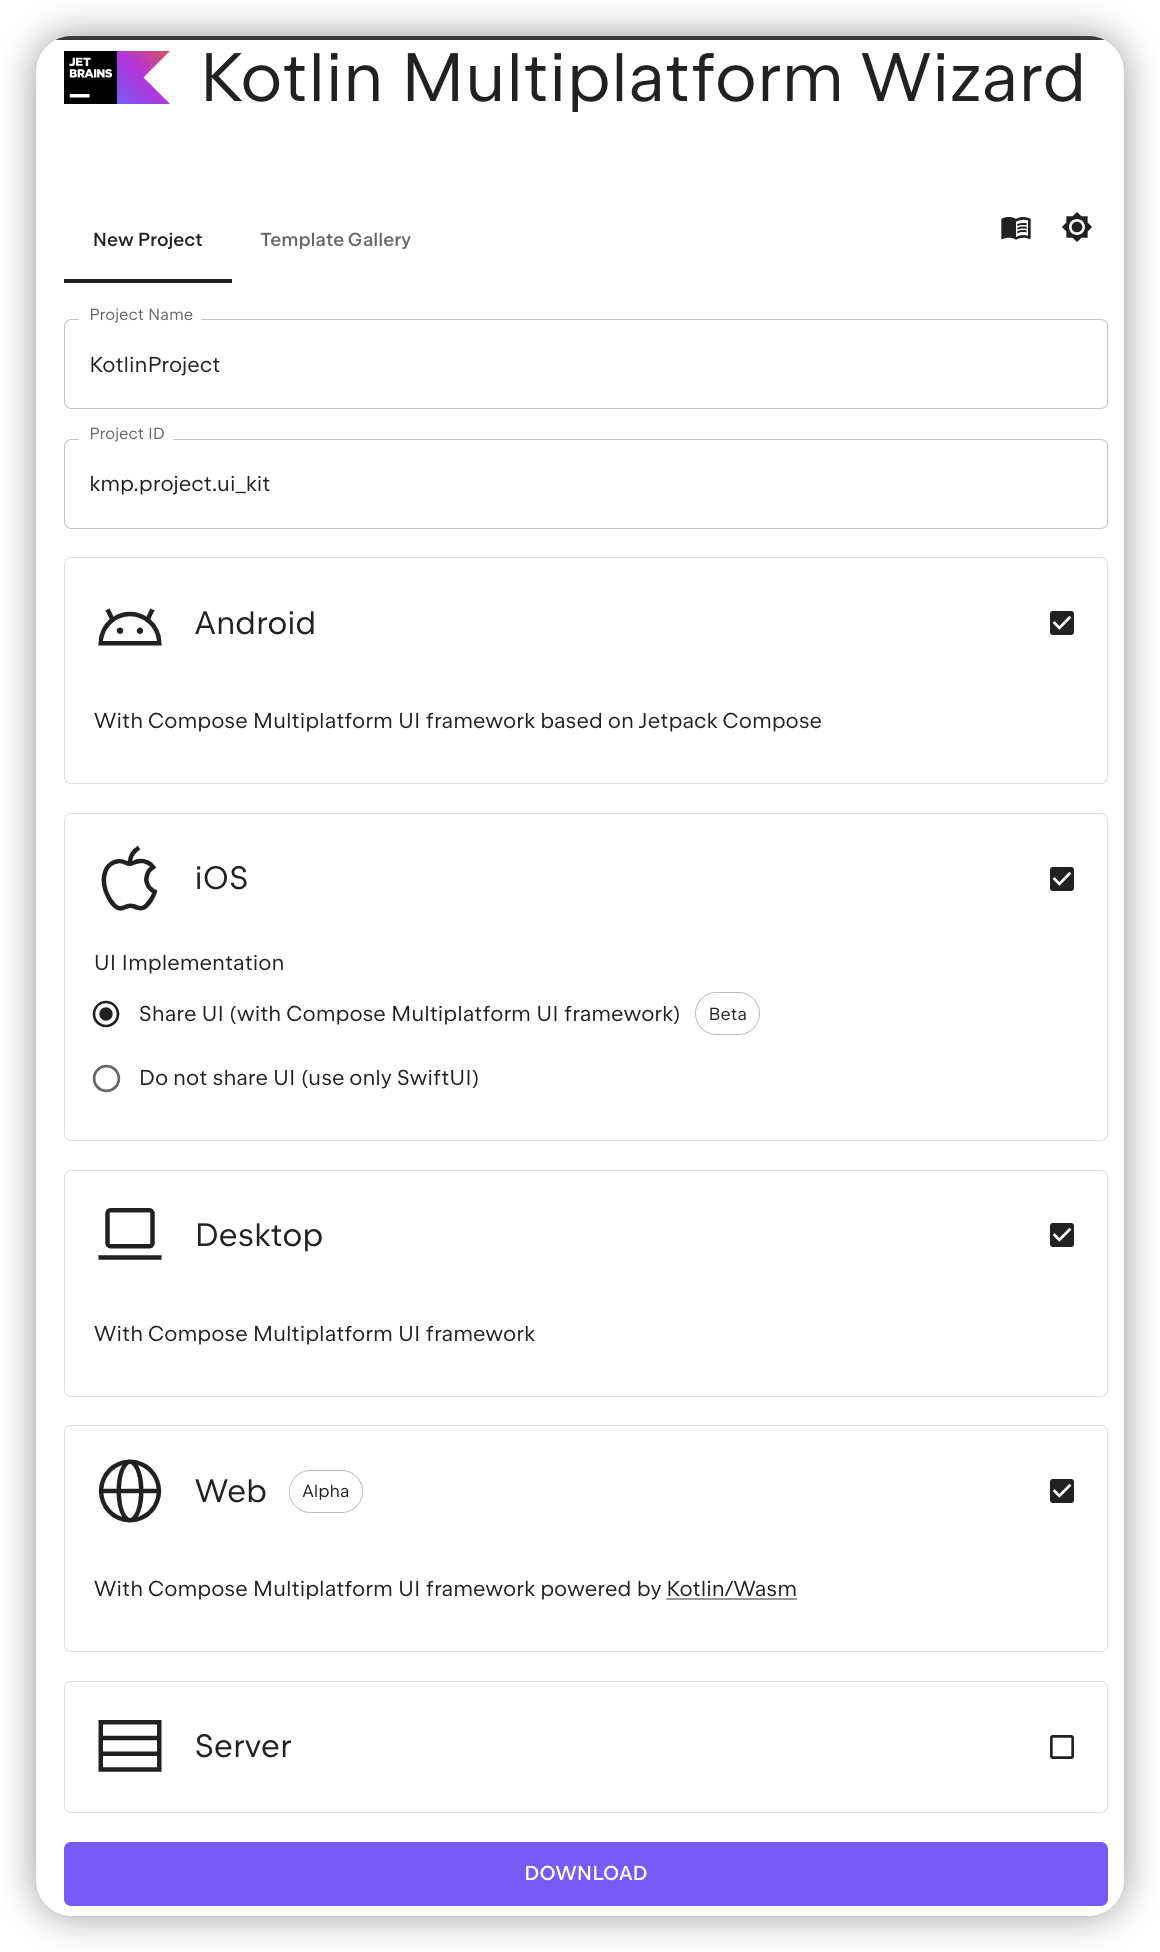 JET
BRAINS
Kotlin Multiplatform Wizard
New Project
Template Gallery
Project Name
KotlinProject
Project ID
kmp.project.ui_kit
Android
With Compose Multiplatform UI framework based on Jetpack Compose
iOS
UI Implementation
Share UI (with Compose Multiplatform UI framework) Beta
Do not share UI (use only SwiftUI)
Desktop
With Compose Multiplatform UI framework
Web Alpha
With Compose Multiplatform UI framework powered by Kotlin/Wasm
Server
DOWNLOAD